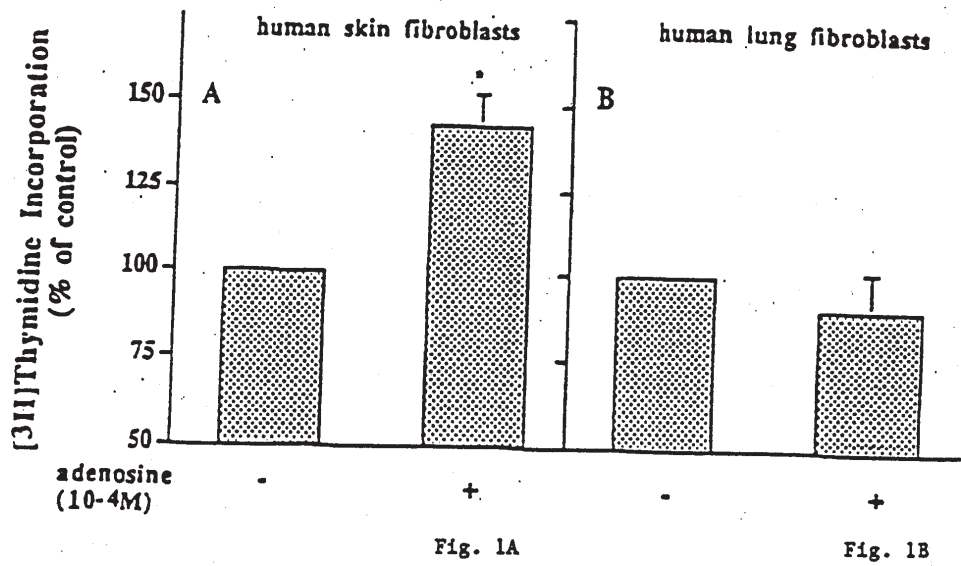 human skin fibroblasts
human lung fibroblasts
[3H]Thymidine Incorporation
(% of control)
150
A
B
125
100
75
50
adenosine
(10-4M)
-
+
-
+
*
Fig. 1A
Fig. 1B